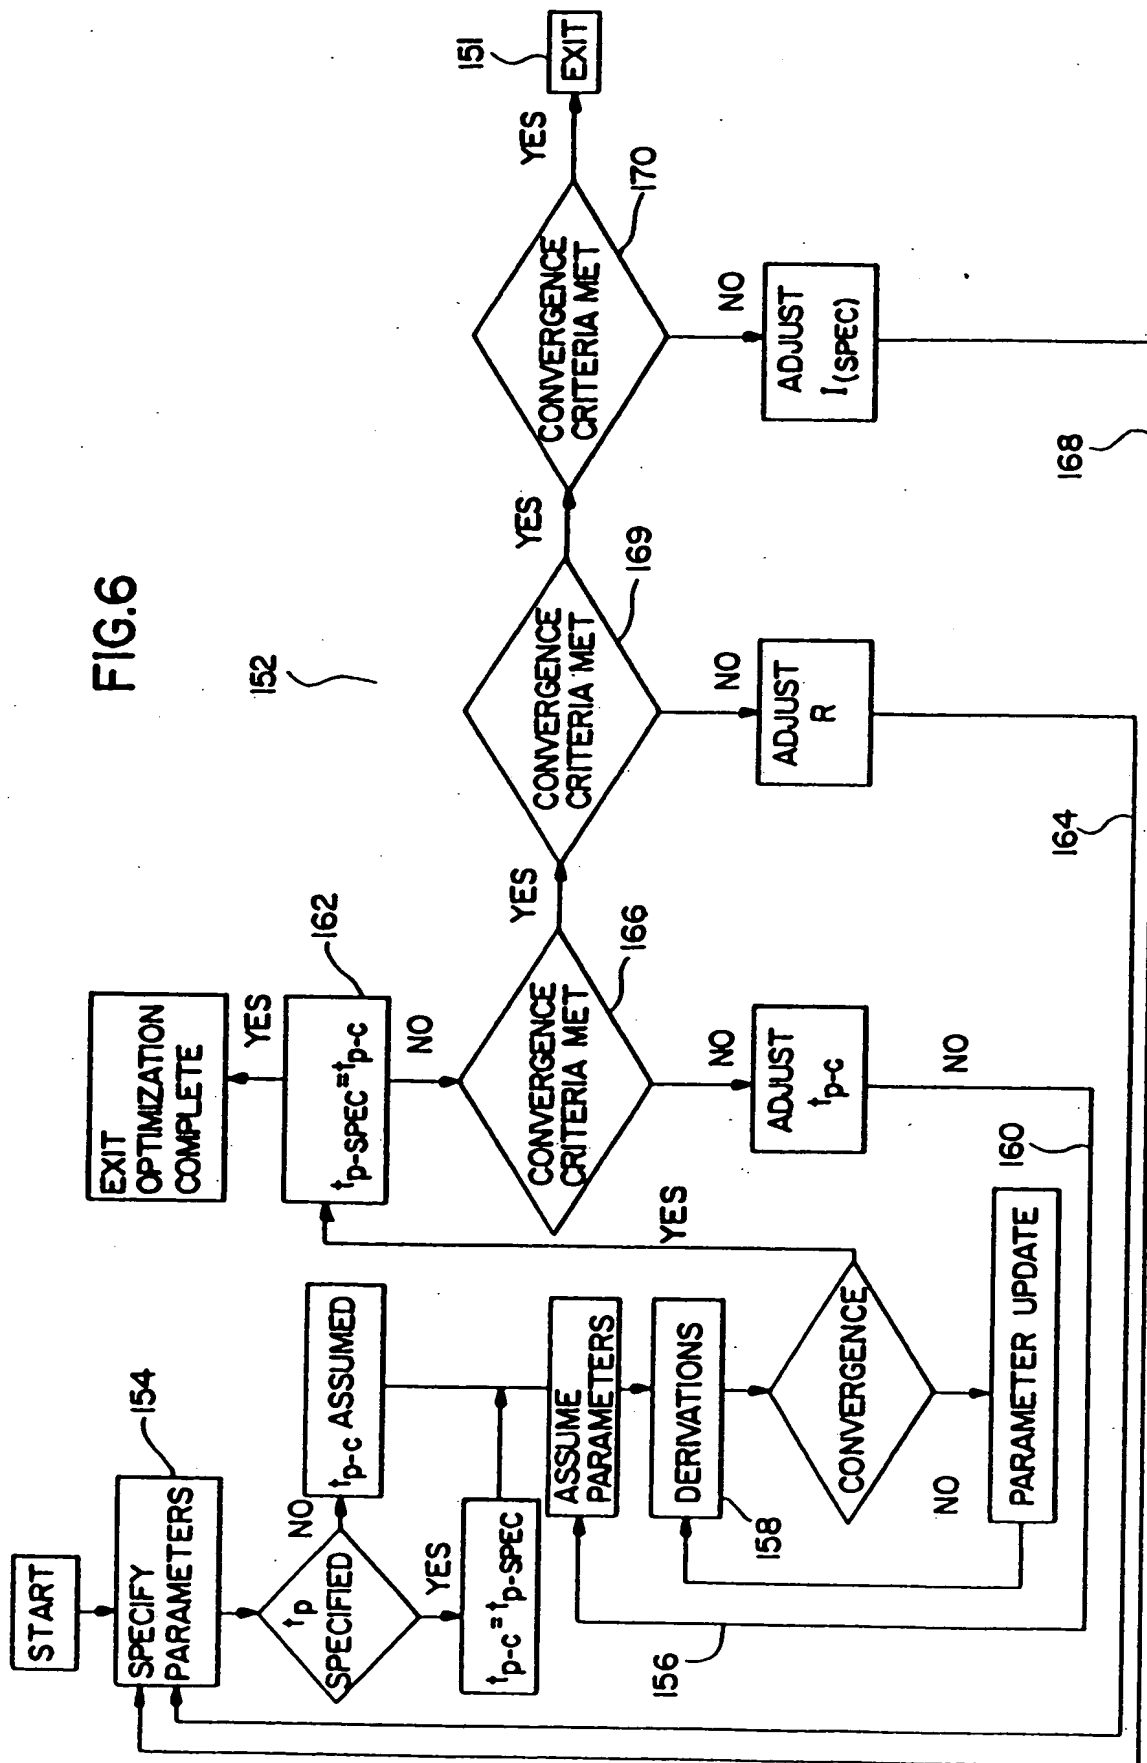 FIG.6
152
START
SPECIFY
PARAMETERS
154
tp
SPECIFIED
NO
tp-c ASSUMED
YES
tp-c = tp-SPEC
ASSUME
PARAMETERS
156
DERIVATIONS
158
CONVERGENCE
YES
NO
PARAMETER UPDATE
EXIT
OPTIMIZATION
COMPLETE
YES
tp-SPEC = tp-c
162
NO
CONVERGENCE
CRITERIA MET
166
NO
ADJUST
tp-c
NO
160
YES
CONVERGENCE
CRITERIA MET
169
NO
ADJUST
R
164
YES
CONVERGENCE
CRITERIA MET
170
NO
ADJUST
I(SPEC)
168
YES
EXIT
151